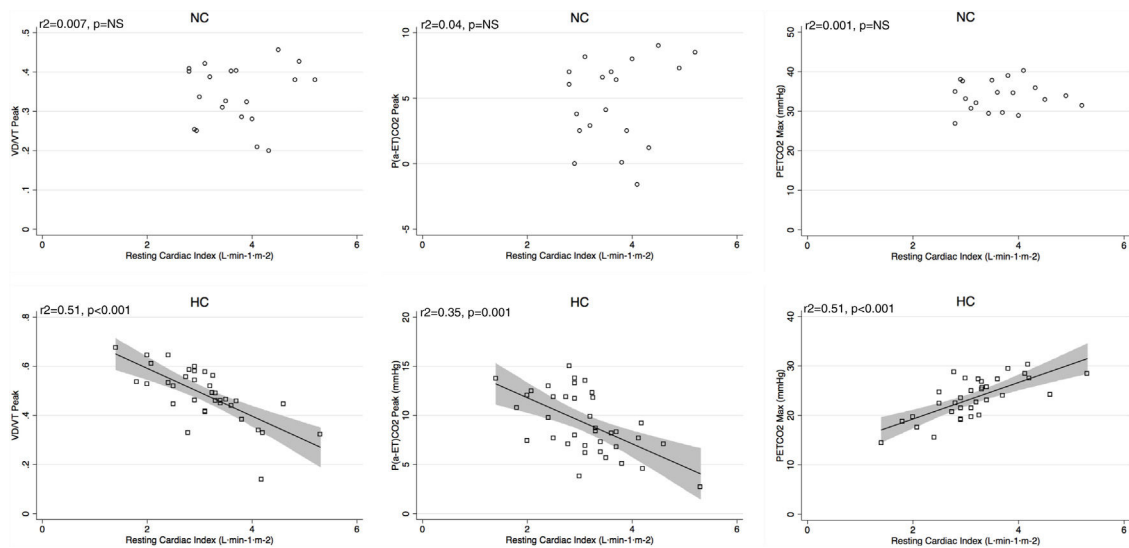 r2=0.007, p=NS
NC
VD/VT Peak
.5
.4
.3
.2
.1
0
0 2 4 6
Resting Cardiac Index (L·min-1·m-2)
r2=0.04, p=NS
NC
P(a-ET)CO2 Peak
10
5
0
-5
0 2 4 6
Resting Cardiac Index (L·min-1·m-2)
r2=0.001, p=NS
NC
PETCO2 Max (mmHg)
50
40
30
20
10
0
0 2 4 6
Resting Cardiac Index (L·min-1·m-2)
r2=0.51, p<0.001
HC
VD/VT Peak
.8
.6
.4
.2
0
0 2 4 6
Resting Cardiac Index (L·min-1·m-2)
r2=0.35, p=0.001
HC
P(a-ET)CO2 Peak (mmHg)
20
15
10
5
0
0 2 4 6
Resting Cardiac Index (L·min-1·m-2)
r2=0.51, p<0.001
HC
PETCO2 Max (mmHg)
40
30
20
10
0
0 2 4 6
Resting Cardiac Index (L·min-1·m-2)